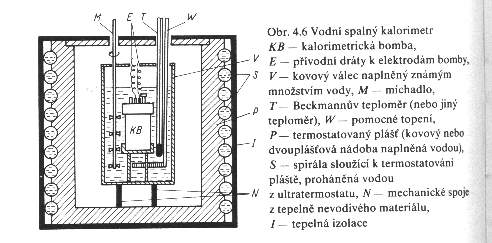 M E T W
V
S
P
I
N
KB
Obr. 4.6 Vodní spalný kalorimetr
KB — kalorimetrická bomba,
E — přívodní dráty k elektrodám bomby,
V — kovový válec naplněný známým
množstvím vody, M — míchadlo,
T — Beckmannův teploměr (nebo jiný
teploměr), W — pomocné topení,
P — termostatovaný plášť (kovový nebo
dvouplášťová nádoba naplněná vodou),
S — spirála sloužící k termostatování
pláště, proháněná vodou
z ultratermostatu, N — mechanické spoje
z tepelně nevodivého materiálu,
I — tepelná izolace